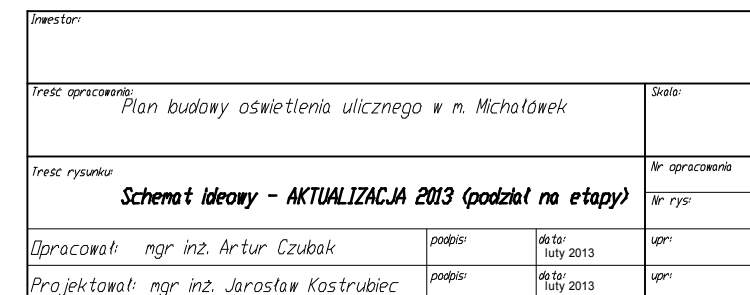 Inwestor:
Treść opracowania: Skala:
Plan budowy oświetlenia ulicznego w m. Michałówek
Treść rysunku: Nr opracowania
Schemat ideowy - AKTUALIZACJA 2013 (podział na etapy) Nr rys:
Opracował: mgr inż. Artur Czubak podpis: data: upr:
luty 2013
Projektował: mgr inż. Jarosław Kostrubiec podpis: data: upr:
luty 2013